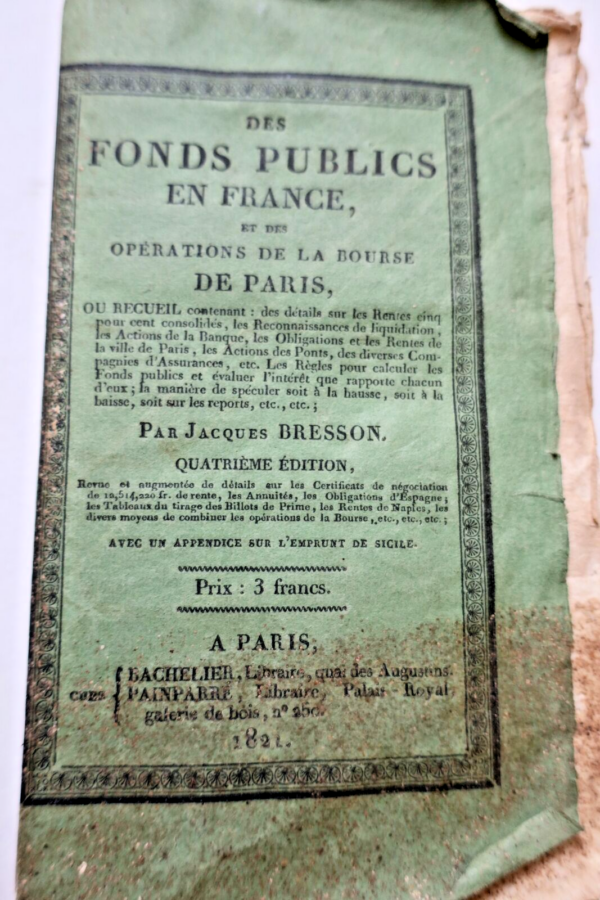 DES
FONDS PUBLICS
EN FRANCE,
ET DES
OPÉRATIONS DE LA BOURSE
DE PARIS,
OU RECUEIL contenant : des détails sur les Rentes cinq
pour cent consolidés, les Reconnaissances de liquidation,
les Actions de la Banque, les Obligations et les Rentes de
la ville de Paris, les Actions des Ponts, des diverses Com-
pagnies d'Assurances, etc. Les Règles pour calculer les
Fonds publics et évaluer l'intérêt que rapporte chacun
d'eux; la manière de spéculer soit à la hausse, soit à la
baisse, soit sur les reports, etc., etc.;
PAR JACQUES BRESSON.
QUATRIÈME ÉDITION,
Revue et augmentée de détails sur les Certificats de négociation
de 12,514,220 fr. de rente, les Annuités, les Obligations d'Espagne;
les Tableaux du tirage des Billots de Prime, les Rentes de Naples, les
divers moyens de combiner les opérations de la Bourse, etc., etc., etc.;
AVEC UN APPENDICE SUR L'EMPRUNT DE SICILE.
Prix : 3 francs.
A PARIS,
CHEZ { BACHELIER, Libraire, quai des Augustins.
PAINPARRÉ, Libraire, Palais-Royal
galerie de bois, n° 250.
1821.